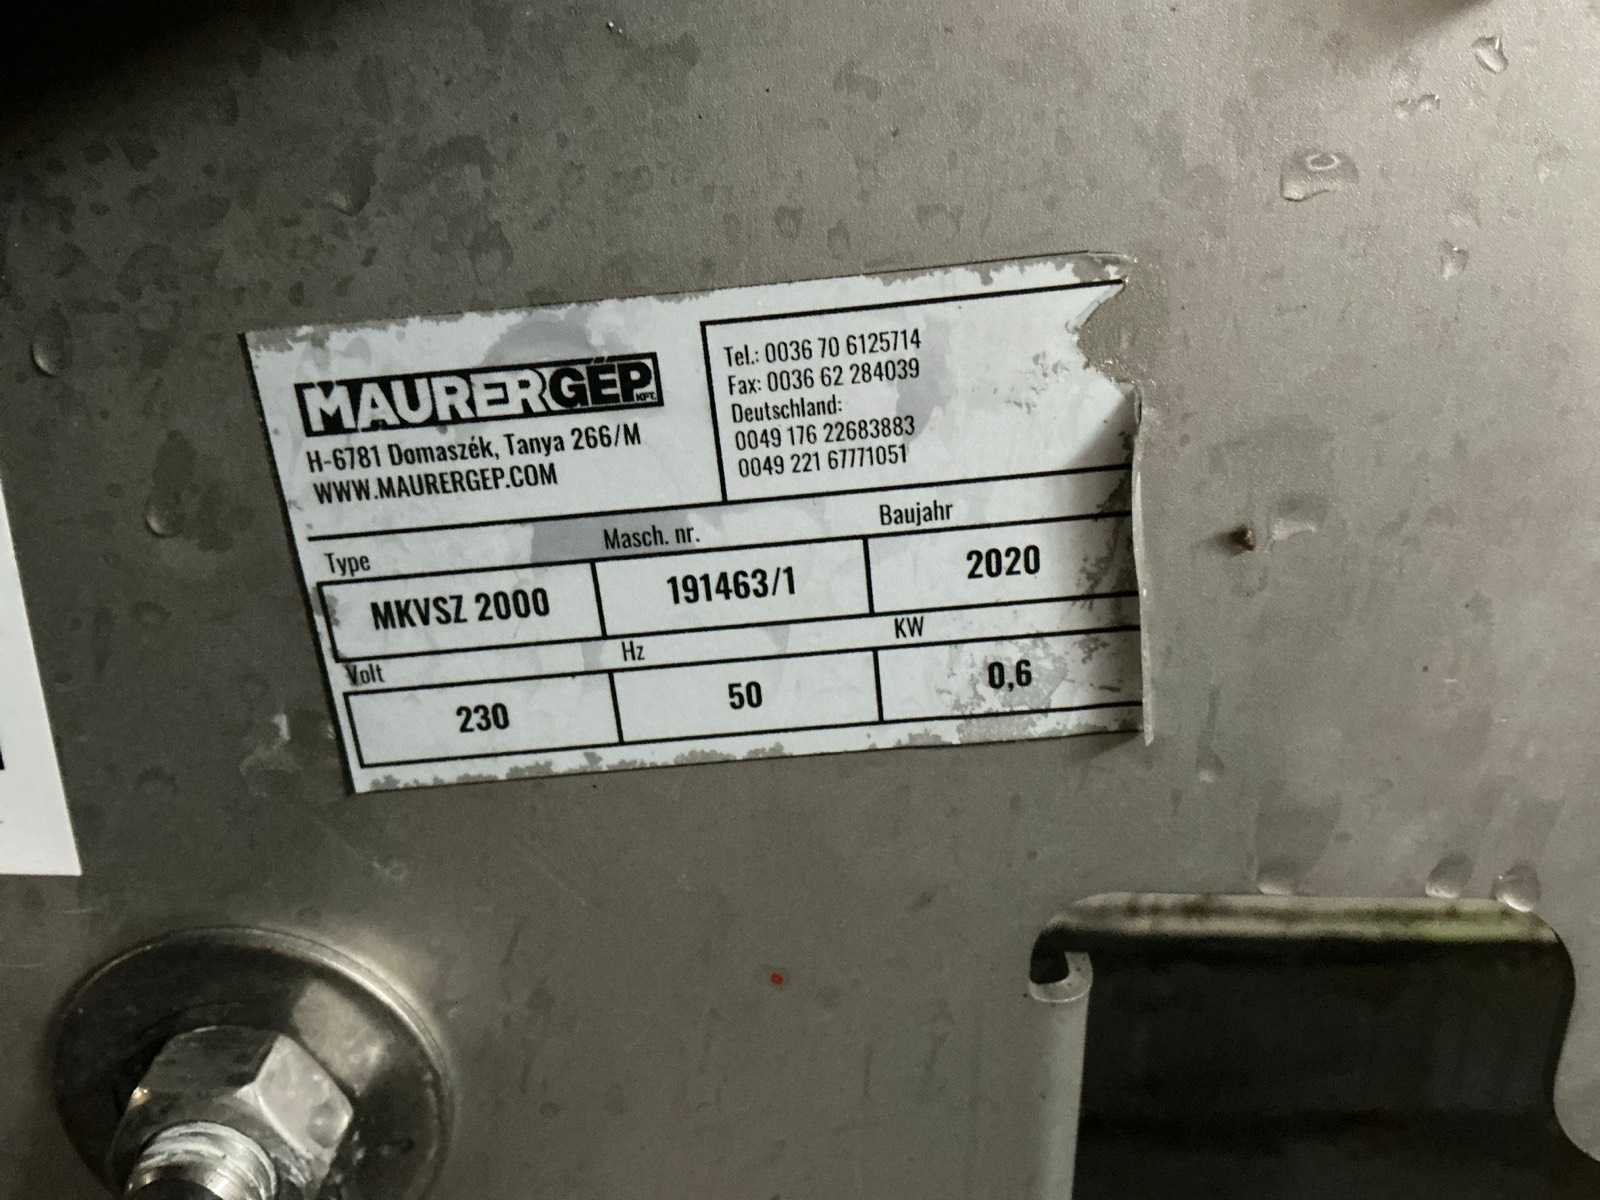 MAURERGÉP KFT.
H-6781 Domaszék, Tanya 266/M
WWW.MAURERGEP.COM
Tel.: 0036 70 6125714
Fax: 0036 62 284039
Deutschland:
0049 176 22683883
0049 221 67771051
Type Masch. nr. Baujahr
MKVSZ 2000 191463/1 2020
Volt Hz KW
230 50 0,6